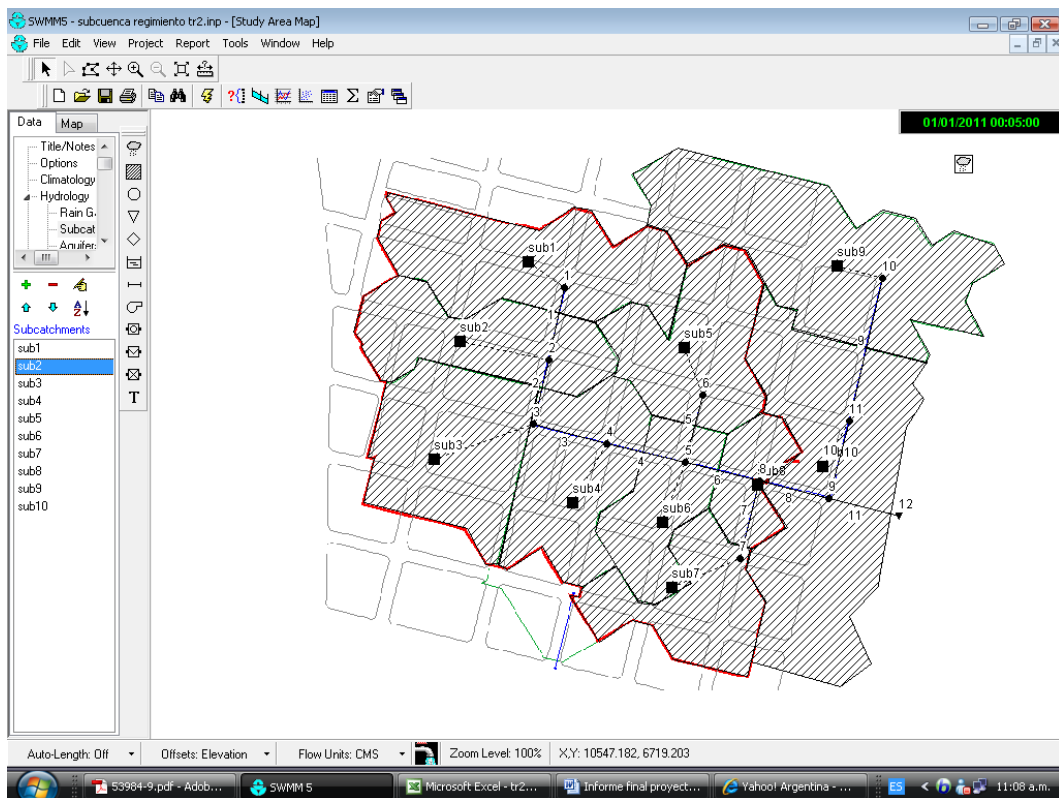 SWMM5 - subcuenca regimiento tr2.inp - [Study Area Map]
File Edit View Project Report Tools Window Help
Data Map
Title/Notes
Options
Climatology
Hydrology
Rain G
Subcat
Aquifer
Subcatchments
sub1
sub2
sub3
sub4
sub5
sub6
sub7
sub8
sub9
sub10
T
01/01/2011 00:05:00
sub1
1
1
sub2
2
2
sub3
3
3
4
4
sub4
sub5
6
5
5
sub6
6
sub7
7
7
8
8
9
sub9
10
9
11
10
11
12
Auto-Length: Off Offsets: Elevation Flow Units: CMS Zoom Level: 100% X,Y: 10547.182, 6719.203
53984-9.pdf - Adob... SWMM 5 Microsoft Excel - tr2... Informe final proyect... Yahoo! Argentina - ... ES 11:08 a.m.